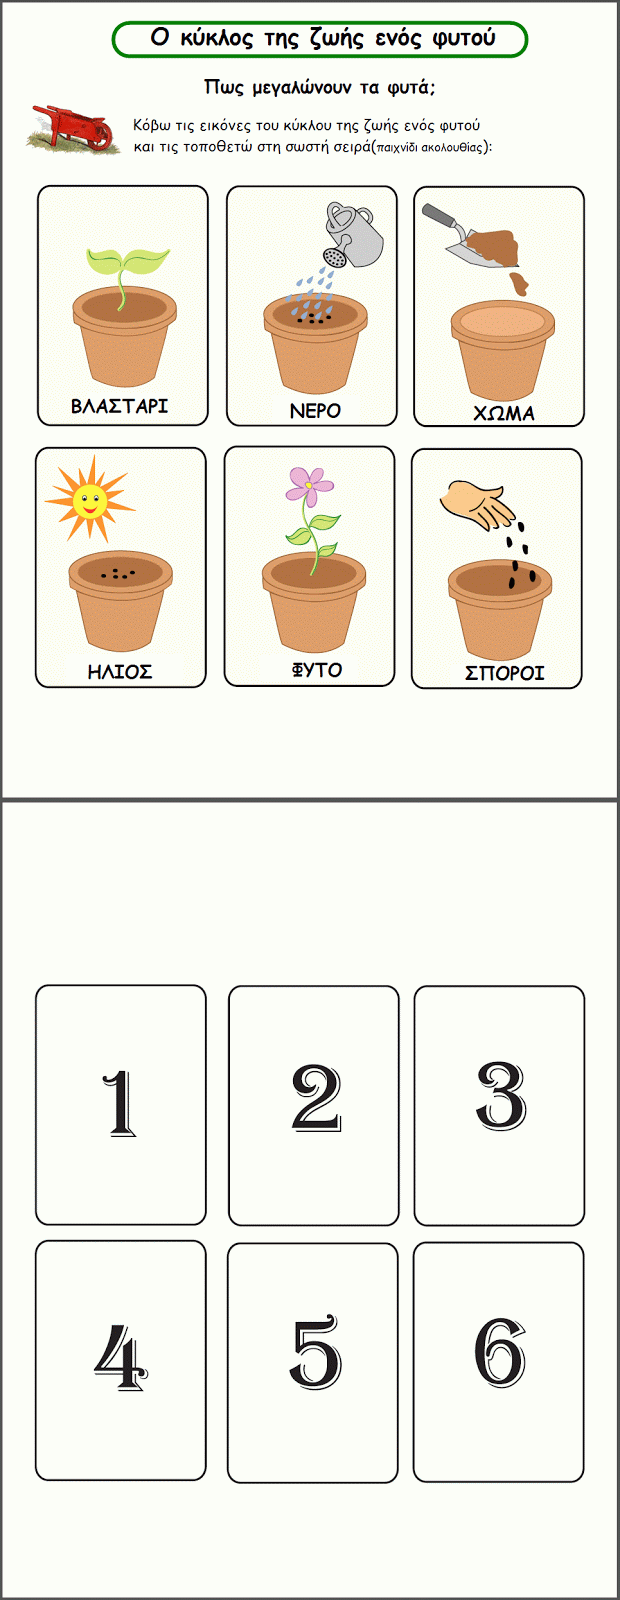 Ο κύκλος της ζωής ενός φυτού
Πως μεγαλώνουν τα φυτά;
Κόβω τις εικόνες του κύκλου της ζωής ενός φυτού
και τις τοποθετώ στη σωστή σειρά(παιχνίδι ακολουθίας):
ΒΛΑΣΤΑΡΙ
ΝΕΡΟ
ΧΩΜΑ
ΗΛΙΟΣ
ΦΥΤΟ
ΣΠΟΡΟΙ
1
2
3
4
5
6